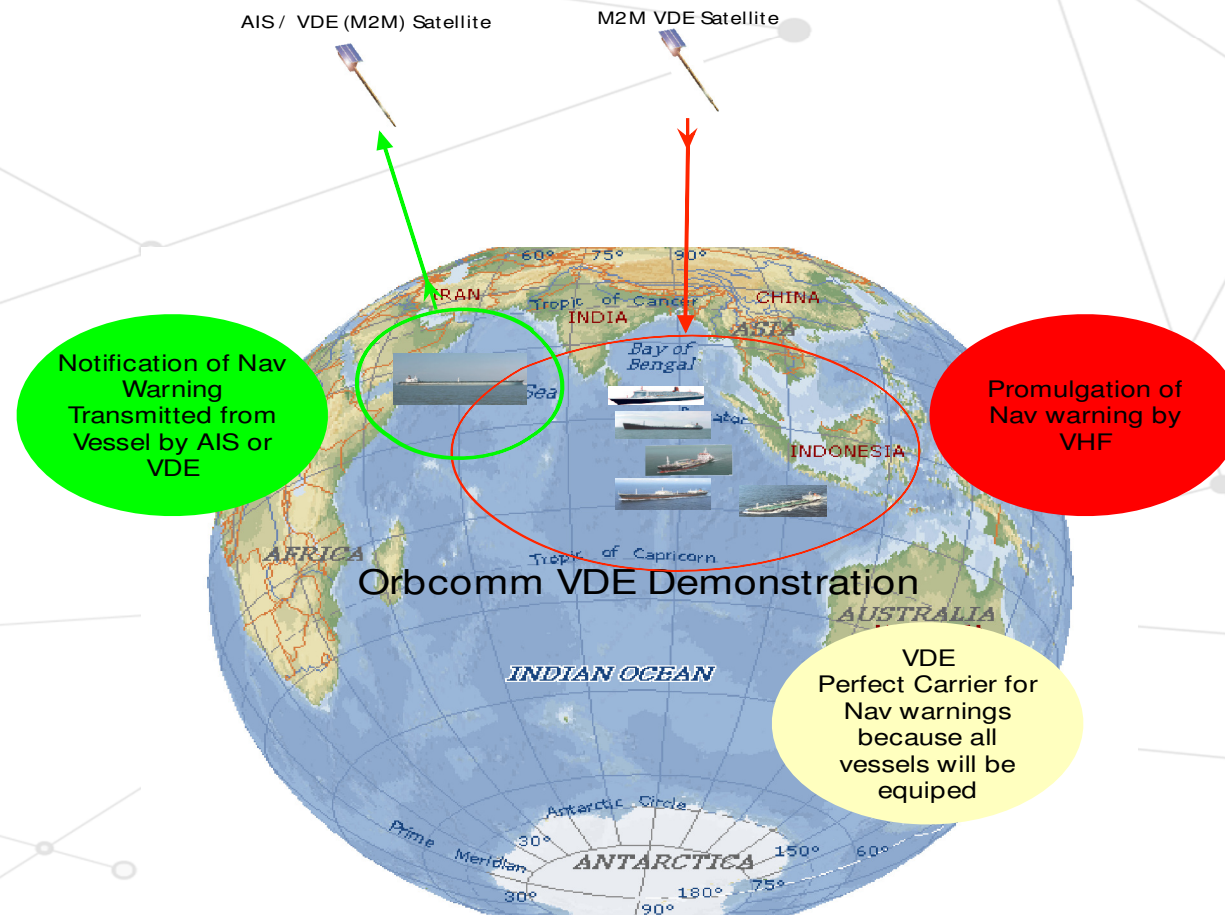 AIS / VDE (M2M) Satellite
M2M VDE Satellite
60° 75° 90°
IRAN
Tropic of Cancer
CHINA
INDIA
ASIA
Bay of
Bengal
Notification of Nav
Warning
Transmitted from
Vessel by AIS or
VDE
Sea
Promulgation of
Nav warning by
VHF
INDONESIA
AFRICA
Tropic of Capricorn
Orbcomm VDE Demonstration
AUSTRALIA
INDIAN OCEAN
VDE
Perfect Carrier for
Nav warnings
because all
vessels will be
equiped
Antarctic Circle
Prime Meridian
30°
ANTARCTICA
150° 60°
30°
180° 75°
90°